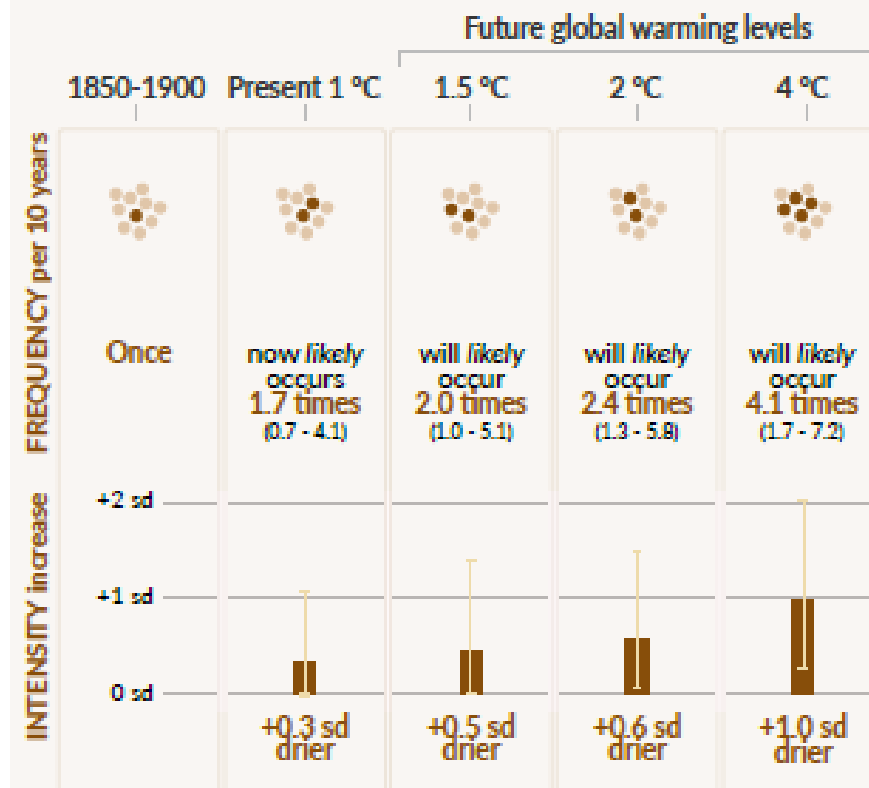 Future global warming levels
1850-1900 Present 1 ºC 1.5 ºC 2 ºC 4 ºC
FREQUENCY per 10 years
Once
now likely occurs 1.7 times (0.7 - 4.1)
will likely occur 2.0 times (1.0 - 5.1)
will likely occur 2.4 times (1.3 - 5.8)
will likely occur 4.1 times (1.7 - 7.2)
INTENSITY increase
+2 sd
+1 sd
0 sd
+0.3 sd drier
+0.5 sd drier
+0.6 sd drier
+1.0 sd drier